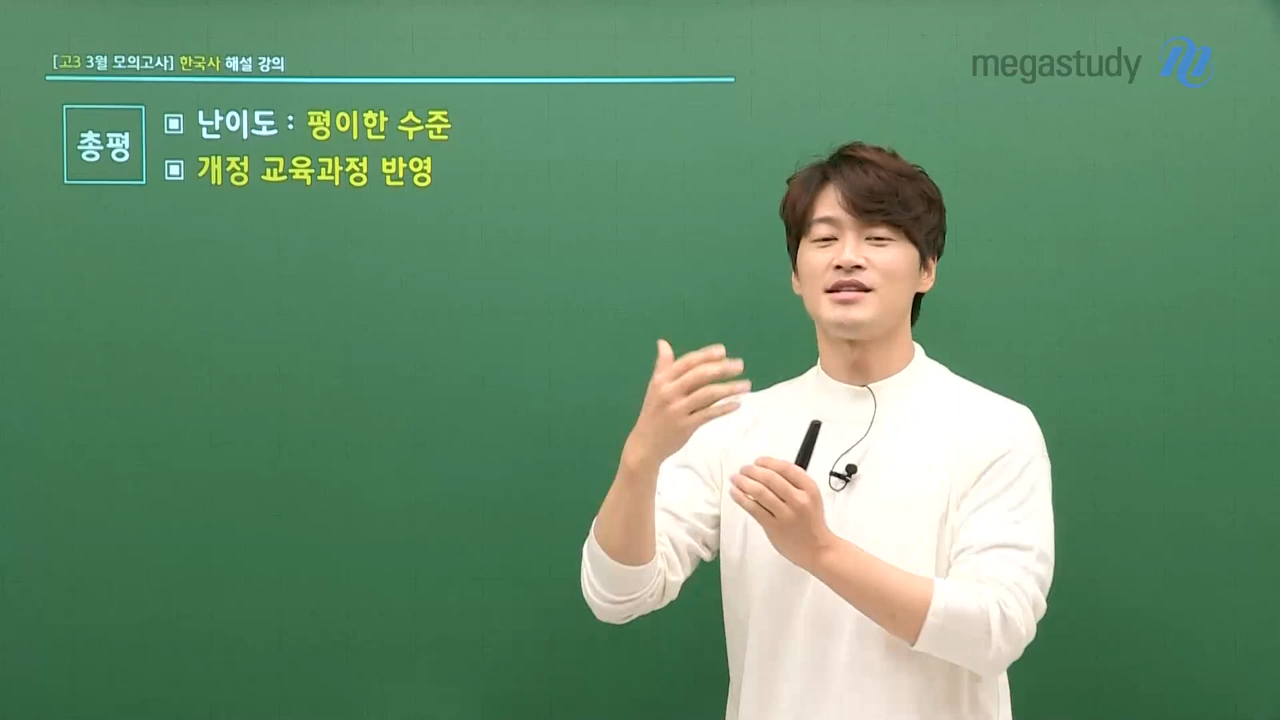 [고3 3월 모의고사] 한국사 해설 강의
megastudy
총평
▣ 난이도 : 평이한 수준
▣ 개정 교육과정 반영